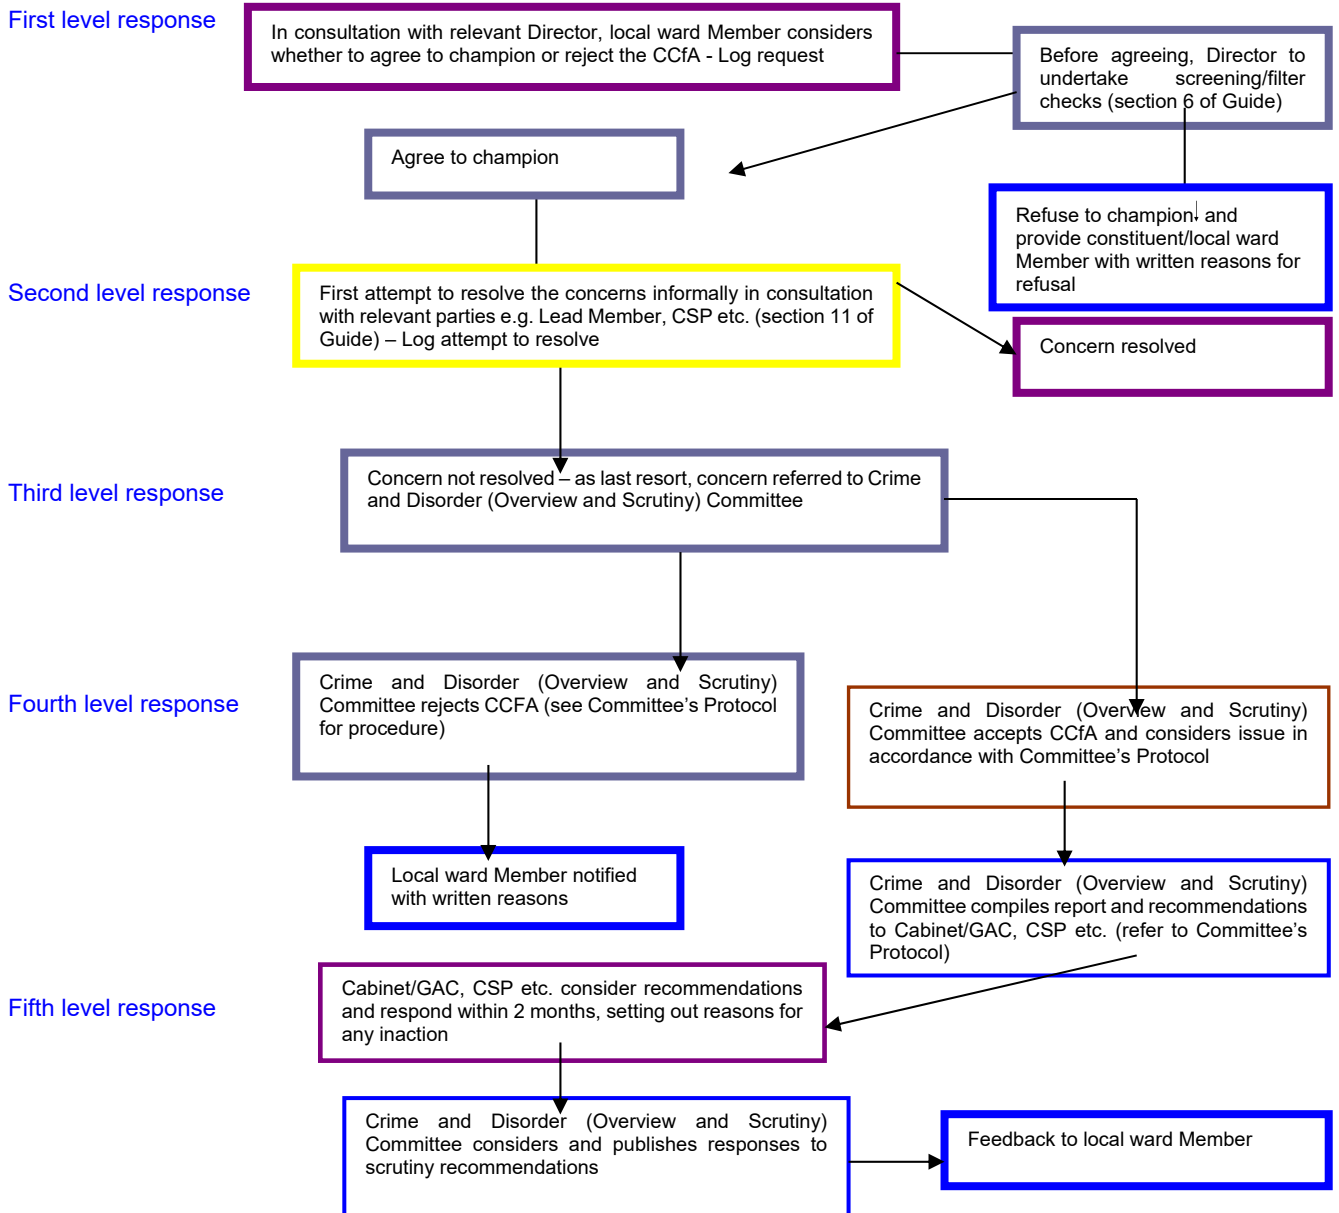 First level response
In consultation with relevant Director, local ward Member considers
whether to agree to champion or reject the CCfA - Log request
Before agreeing, Director to
undertake screening/filter
checks (section 6 of Guide)
Agree to champion
Refuse to champion and
provide constituent/local ward
Member with written reasons for
refusal
Second level response
First attempt to resolve the concerns informally in consultation
with relevant parties e.g. Lead Member, CSP etc. (section 11 of
Guide) – Log attempt to resolve
Concern resolved
Third level response
Concern not resolved – as last resort, concern referred to Crime
and Disorder (Overview and Scrutiny) Committee
Fourth level response
Crime and Disorder (Overview and Scrutiny)
Committee rejects CCFA (see Committee's Protocol
for procedure)
Crime and Disorder (Overview and Scrutiny)
Committee accepts CCfA and considers issue in
accordance with Committee's Protocol
Local ward Member notified
with written reasons
Crime and Disorder (Overview and Scrutiny)
Committee compiles report and recommendations
to Cabinet/GAC, CSP etc. (refer to Committee's
Protocol)
Fifth level response
Cabinet/GAC, CSP etc. consider recommendations
and respond within 2 months, setting out reasons for
any inaction
Crime and Disorder (Overview and Scrutiny)
Committee considers and publishes responses to
scrutiny recommendations
Feedback to local ward Member